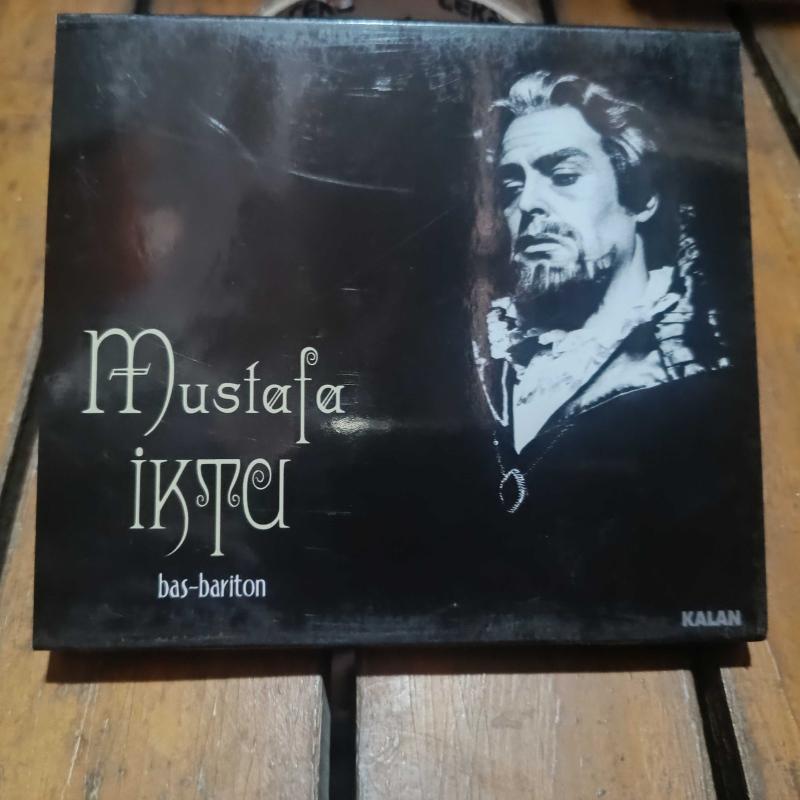 Mustafa
İKTU
bas-bariton
KALAN